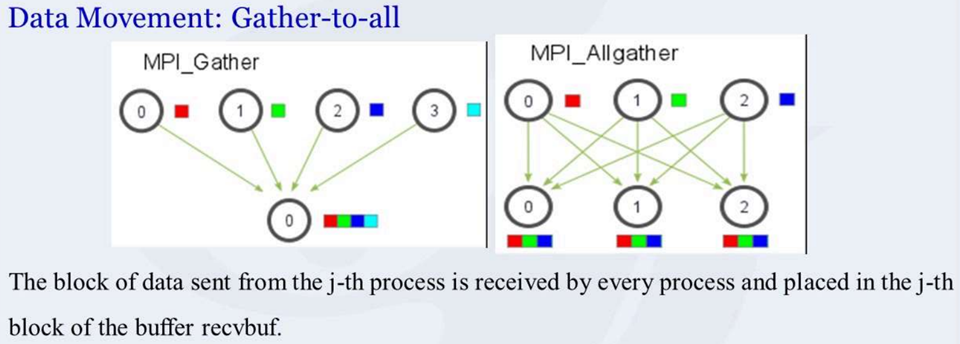 Data Movement: Gather-to-all
MPI_Gather
0
1
2
3
0
MPI_Allgather
0
1
2
0
1
2
The block of data sent from the j-th process is received by every process and placed in the j-th
block of the buffer recvbuf.